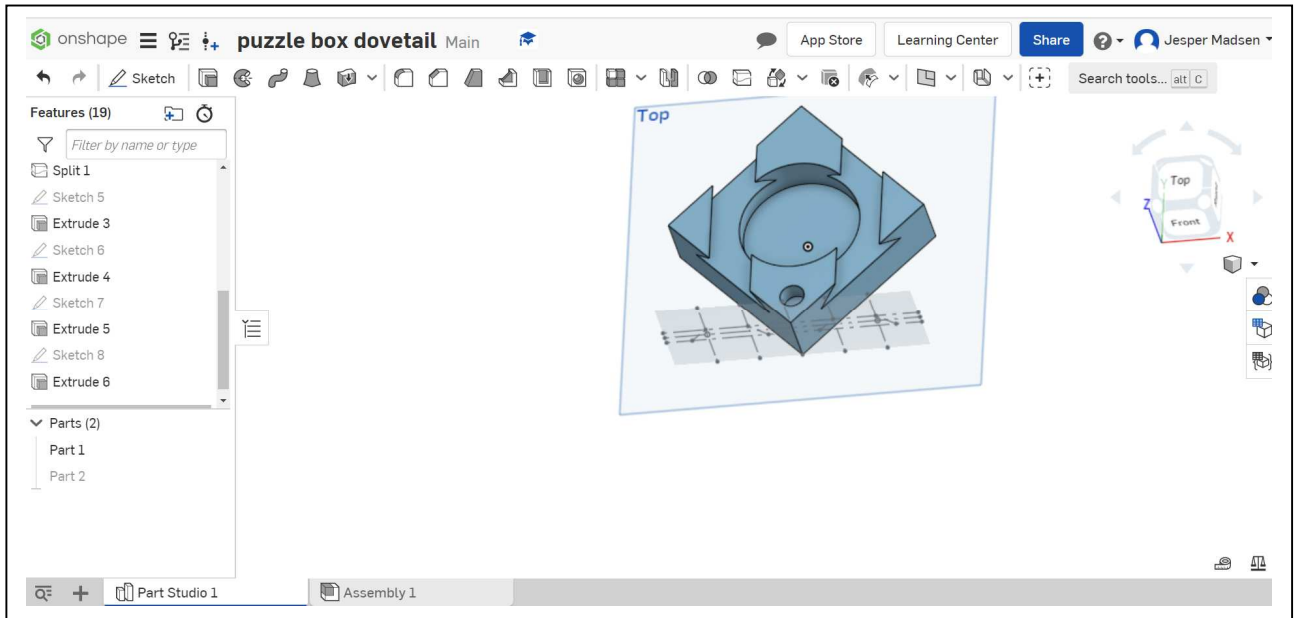 onshape puzzle box dovetail Main App Store Learning Center Share Jesper Madsen
Sketch Search tools... alt C
Features (19)
Filter by name or type
Split 1
Sketch 5
Extrude 3
Sketch 6
Extrude 4
Sketch 7
Extrude 5
Sketch 8
Extrude 6
Parts (2)
Part 1
Part 2
Top
Top
Y
Z
Front
X
Part Studio 1 Assembly 1